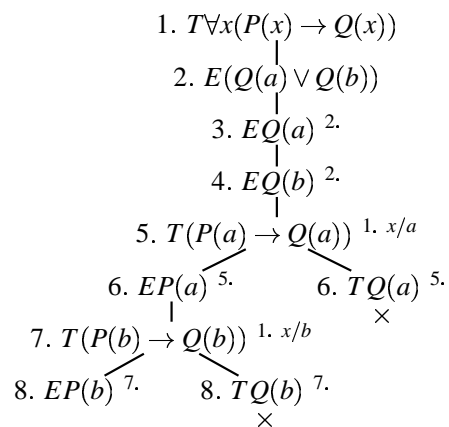 1. T∀x(P(x) → Q(x))
2. E(Q(a) ∨ Q(b))
3. EQ(a) 2.
4. EQ(b) 2.
5. T(P(a) → Q(a)) 1. x/a
6. EP(a) 5. 6. TQ(a) 5.
×
7. T(P(b) → Q(b)) 1. x/b
8. EP(b) 7. 8. TQ(b) 7.
×